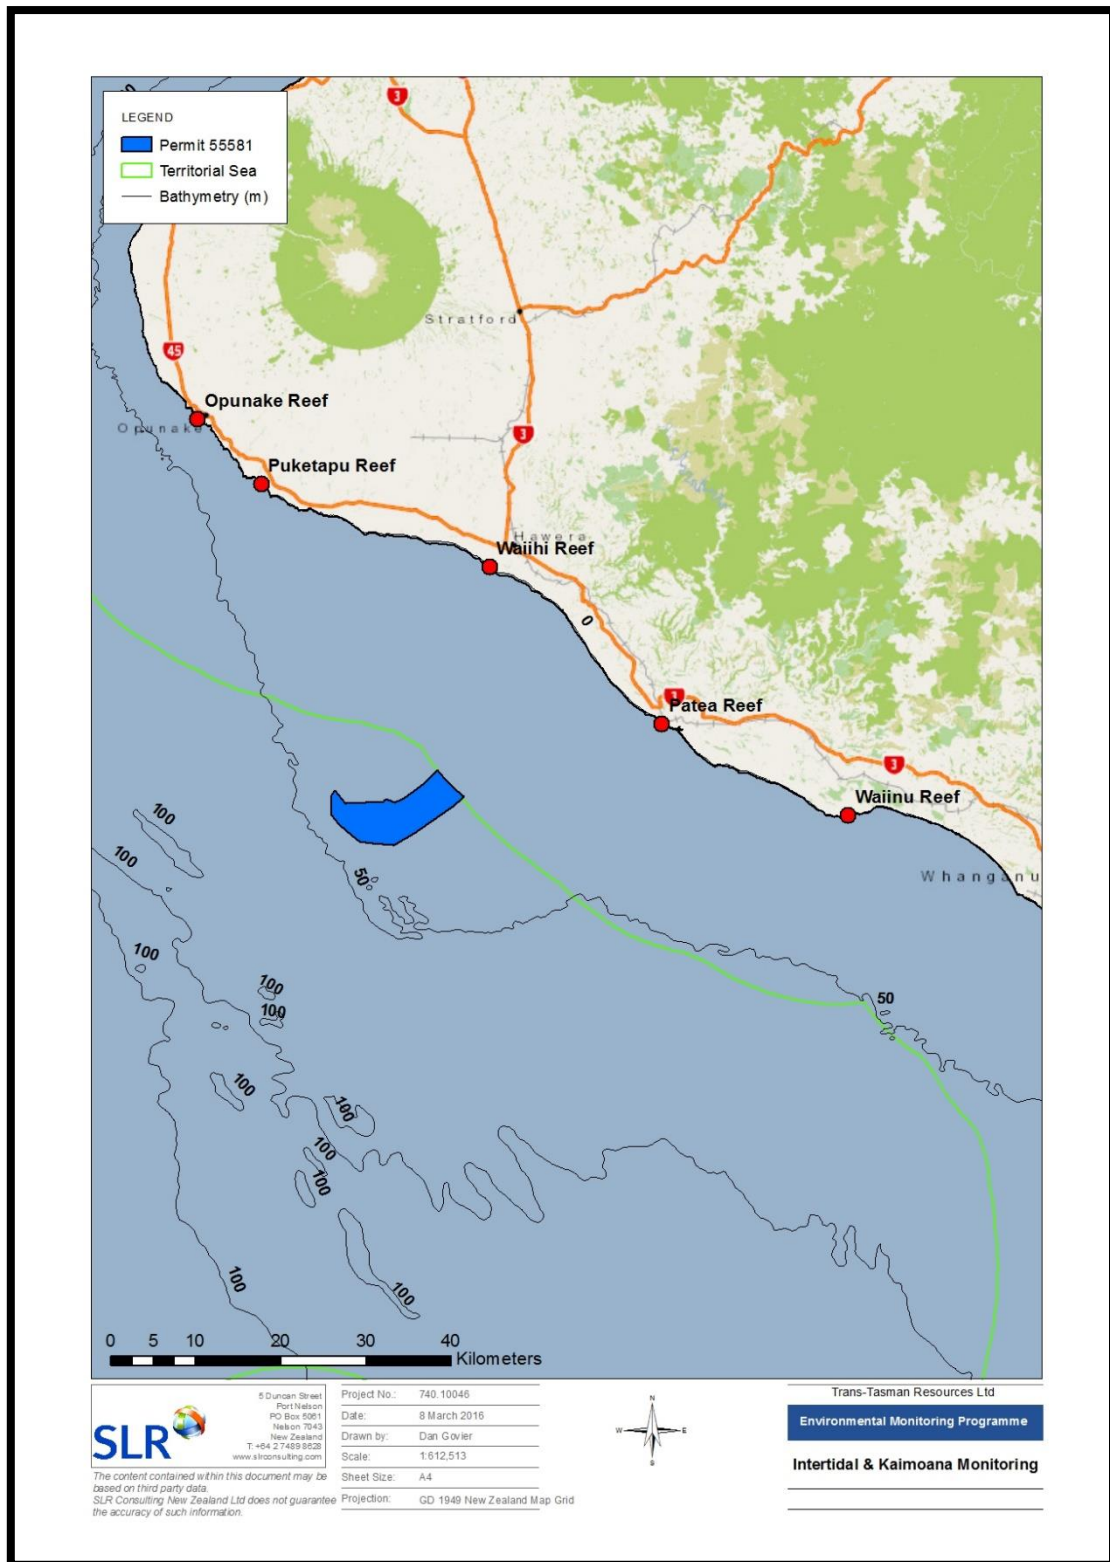 LEGEND
Permit 55581
Territorial Sea
Bathymetry (m)
3
Stratford
45
Opunake Reef
Opunake
3
Puketapu Reef
Hawera
Waiihi Reef
0
3
Patea Reef
3
Waiinu Reef
Whanganu
100
100
50
100
100
100
50
100
100
100
100
100
100
0 5 10 20 30 40
Kilometers
SLR
5 Duncan Street
Port Nelson
PO Box 5061
Nelson 7043
New Zealand
T: +64 2 7489 8628
www.slrconsulting.com
The content contained within this document may be
based on third party data.
SLR Consulting New Zealand Ltd does not guarantee
the accuracy of such information.
Project No.: 740.10046
Date: 8 March 2016
Drawn by: Dan Govier
Scale: 1:612,513
Sheet Size: A4
Projection: GD 1949 New Zealand Map Grid
N
W E
S
Trans-Tasman Resources Ltd
Environmental Monitoring Programme
Intertidal & Kaimoana Monitoring